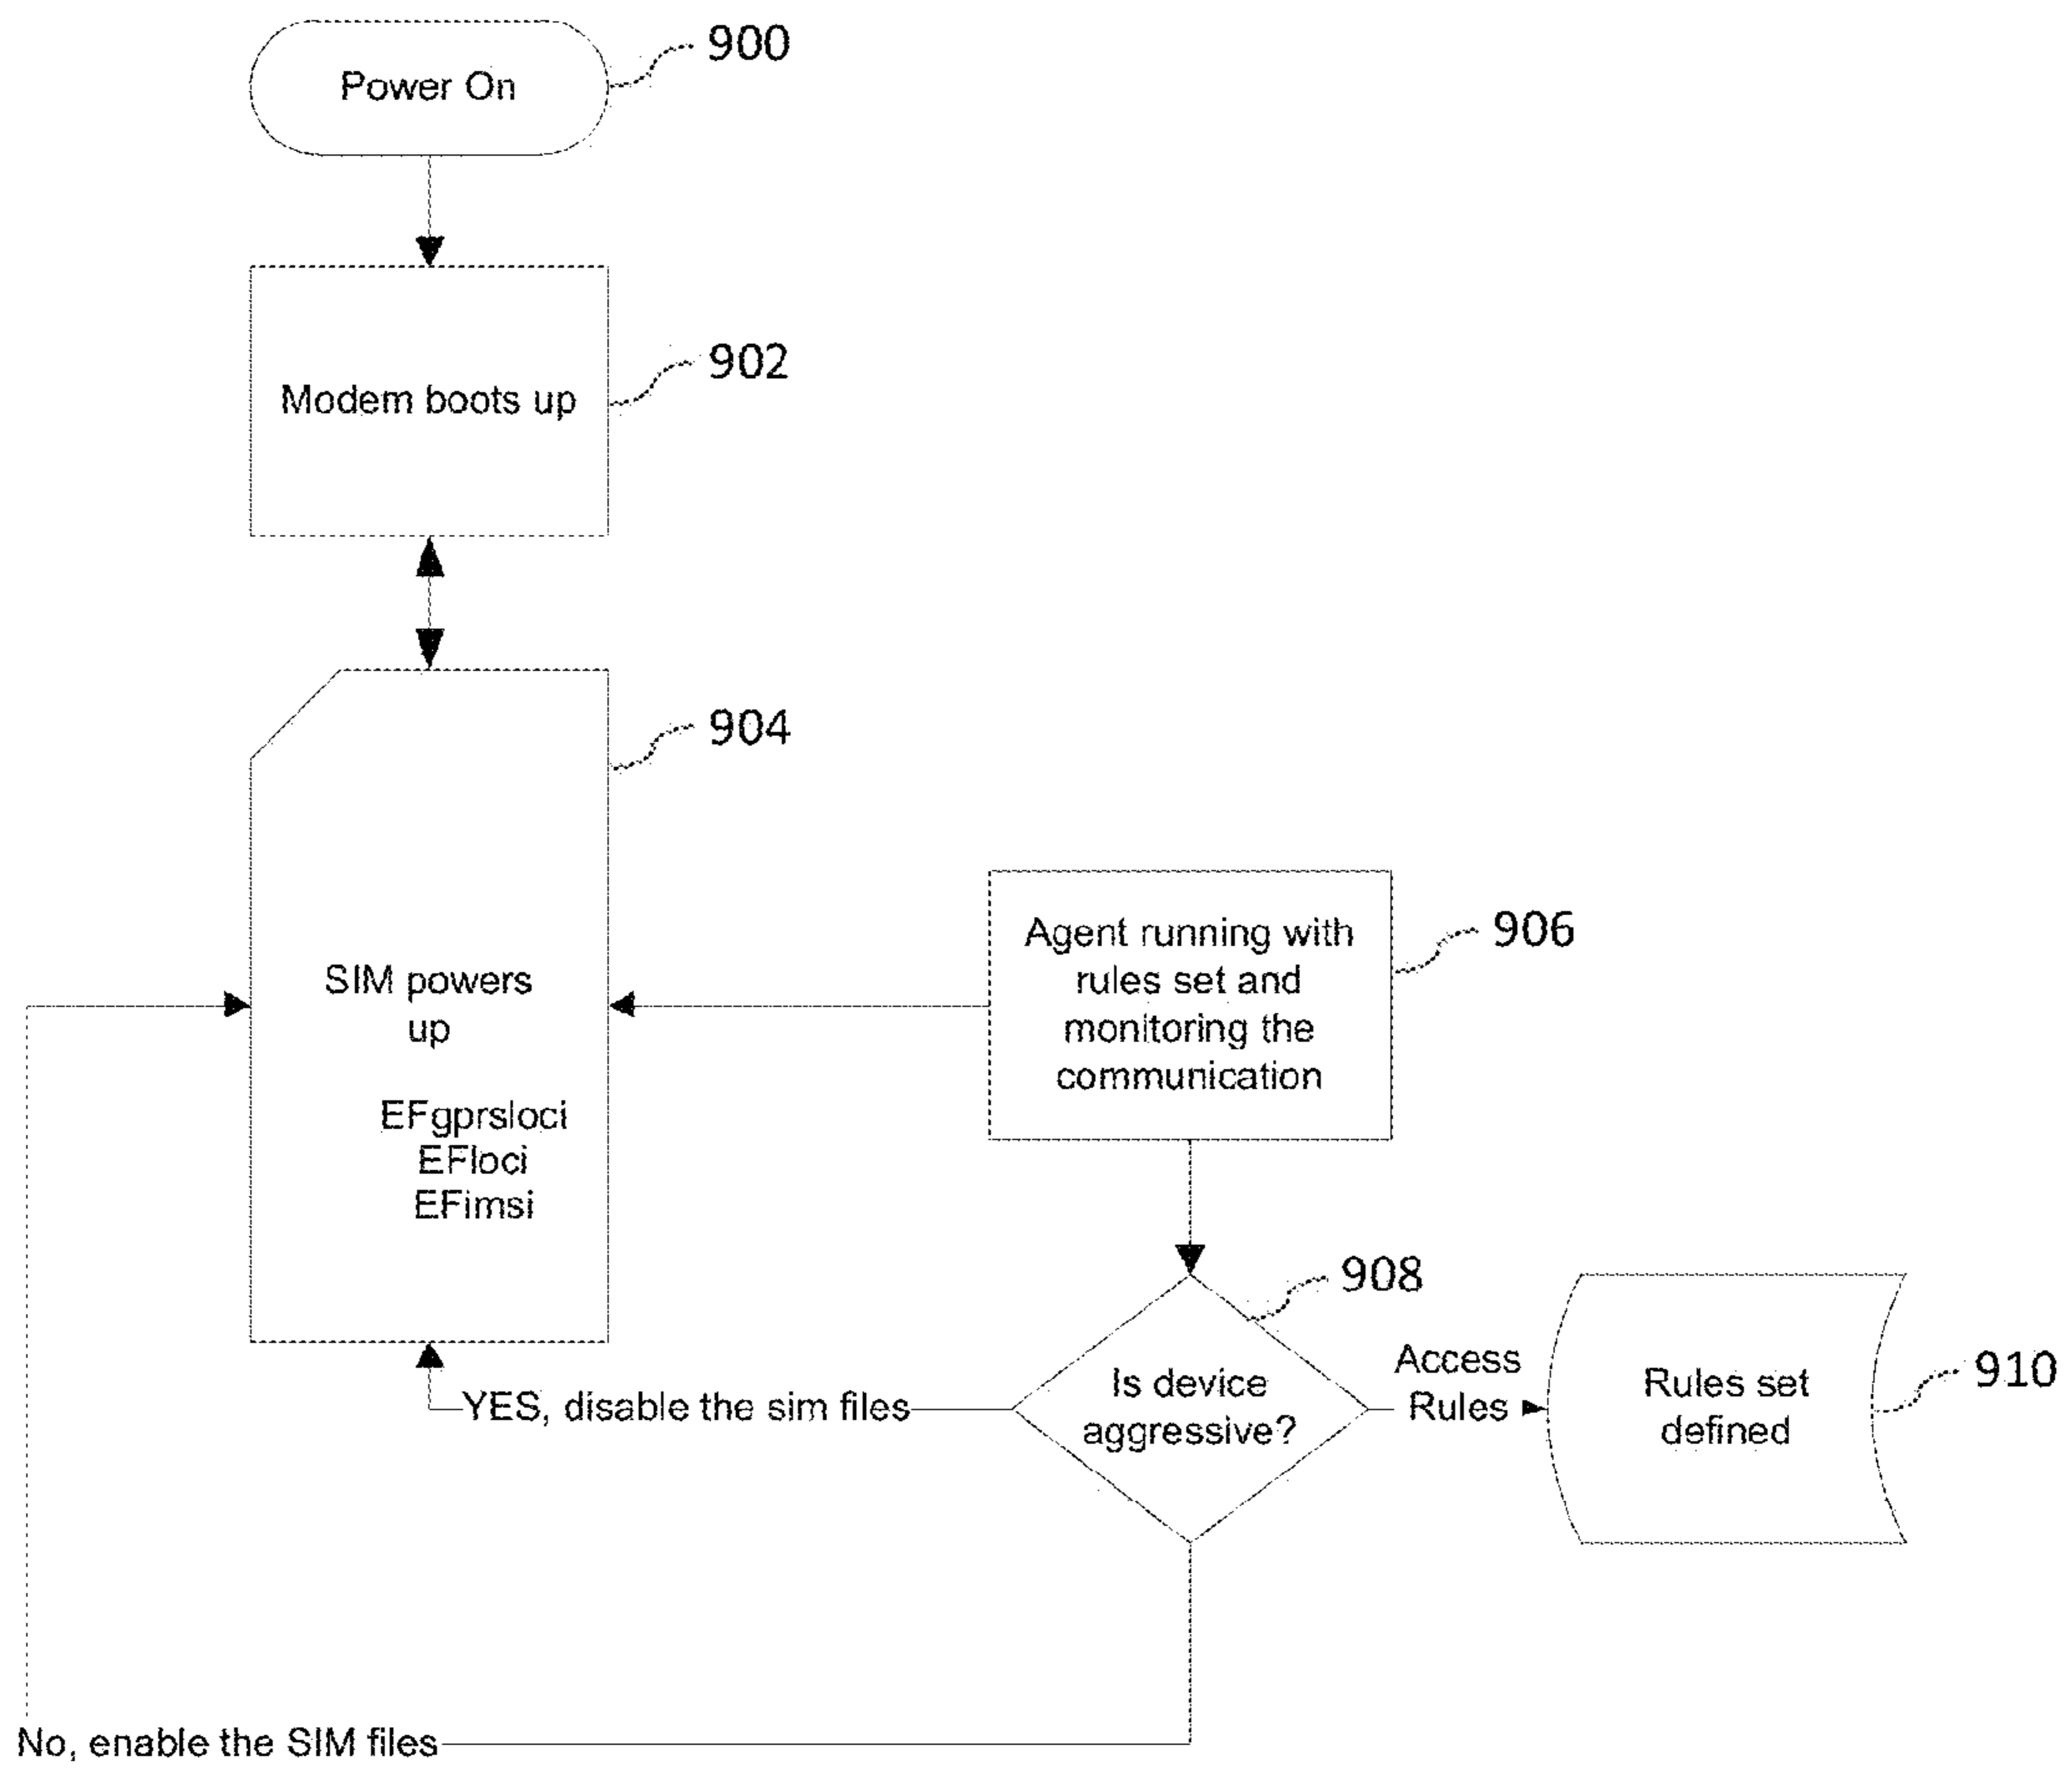 Power On
900
Modem boots up
902
904
SIM powers
up
EFgprsloci
EFloci
EFimsi
Agent running with
rules set and
monitoring the
communication
906
908
Is device
aggressive?
Access
Rules
Rules set
defined
910
YES, disable the sim files
No, enable the SIM files